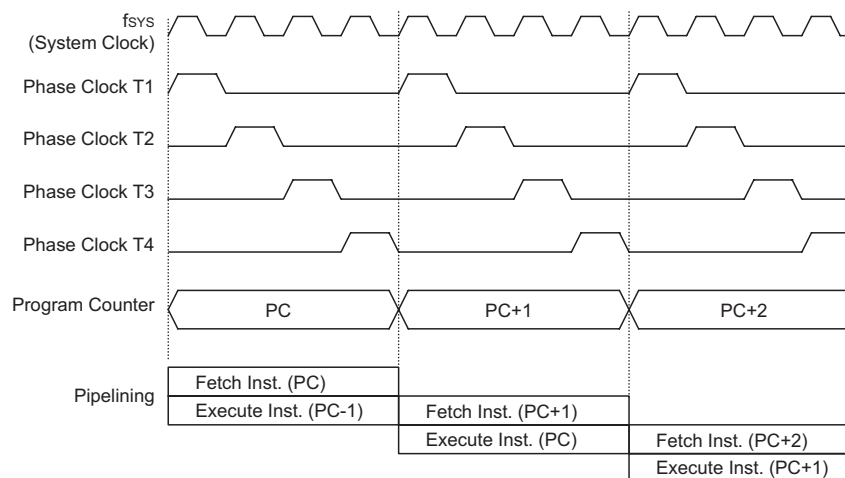 fSYS
(System Clock)
Phase Clock T1
Phase Clock T2
Phase Clock T3
Phase Clock T4
Program Counter
PC
PC+1
PC+2
Pipelining
Fetch Inst. (PC)
Execute Inst. (PC-1)
Fetch Inst. (PC+1)
Execute Inst. (PC)
Fetch Inst. (PC+2)
Execute Inst. (PC+1)